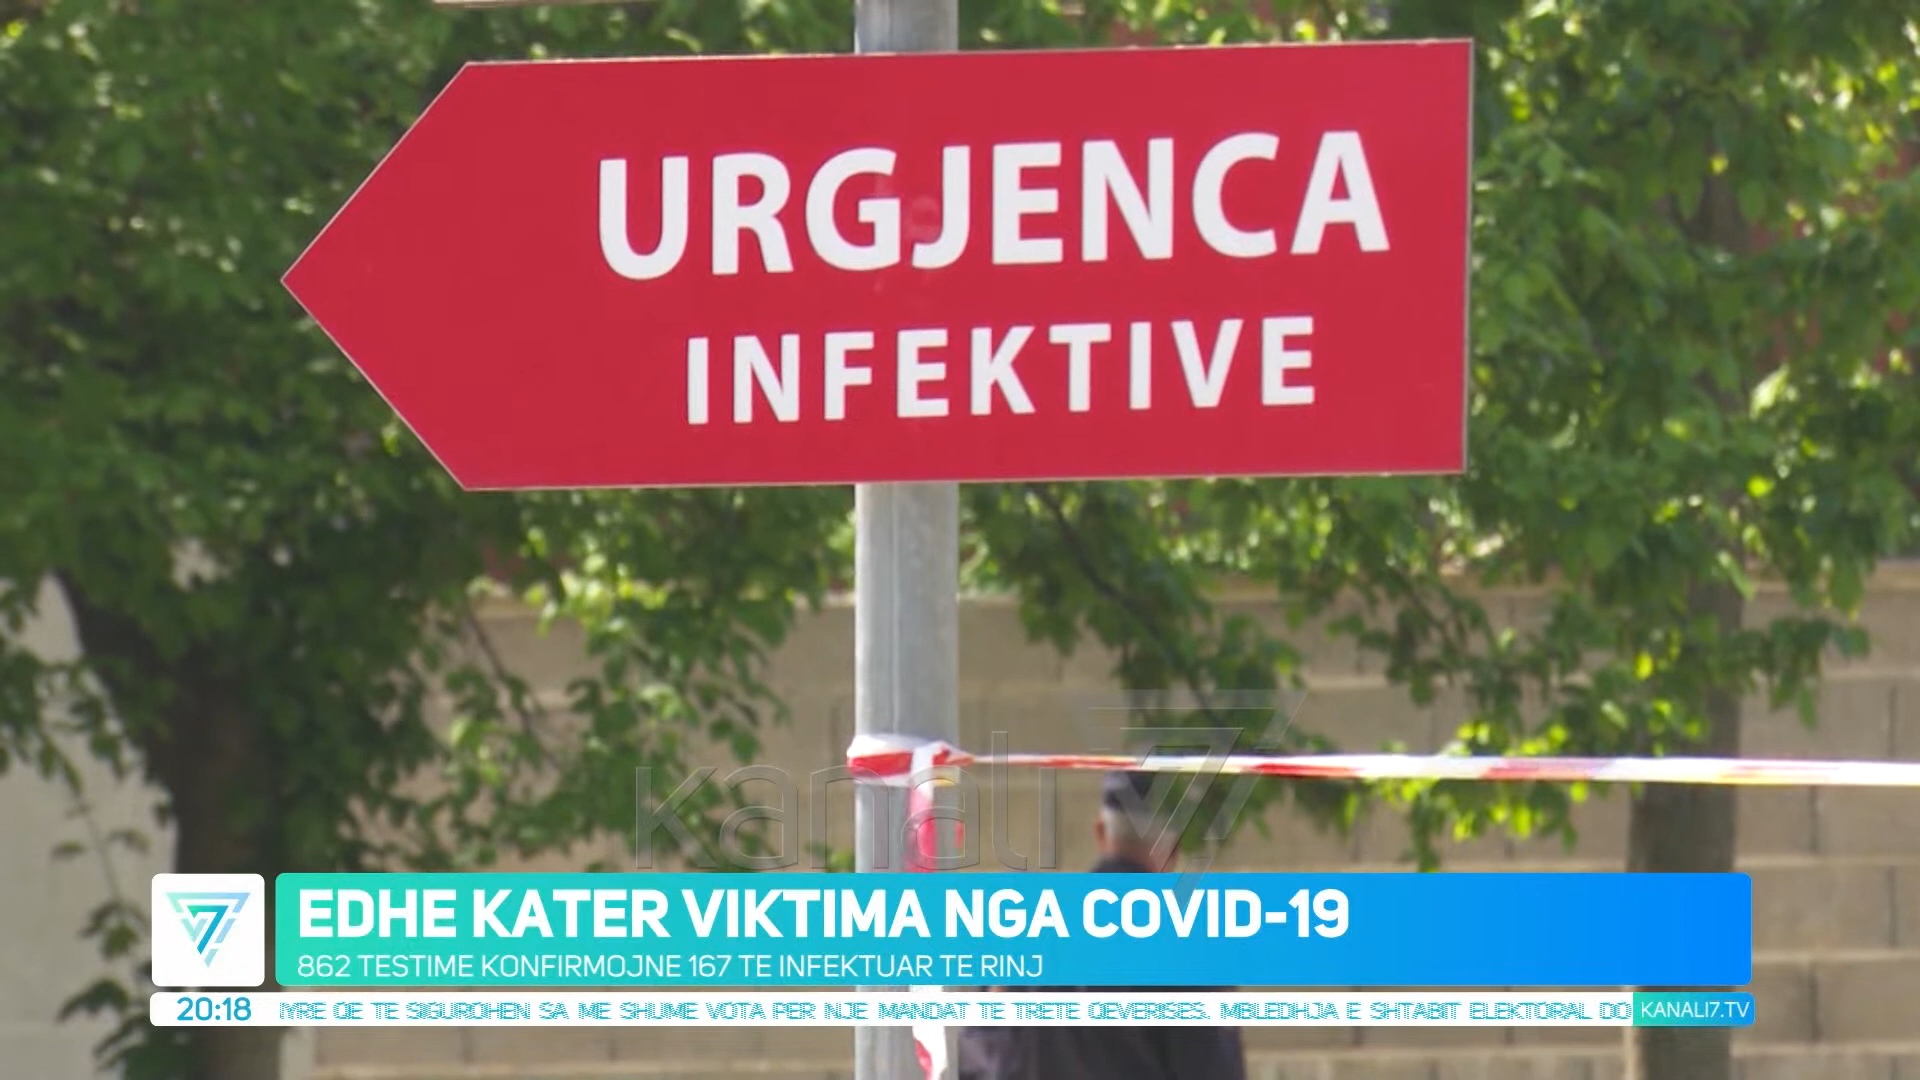 URGJENCA
INFEKTIVE
kanali 7
EDHE KATER VIKTIMA NGA COVID-19
862 TESTIME KONFIRMOJNE 167 TE INFEKTUAR TE RINJ
20:18 IYRE QE TE SIGUROHEN SA ME SHUME VOTA PER NJE MANDAT TE TRETE QEVERISES. MBLEDHJA E SHTABIT ELEKTORAL DO KANALI7.TV